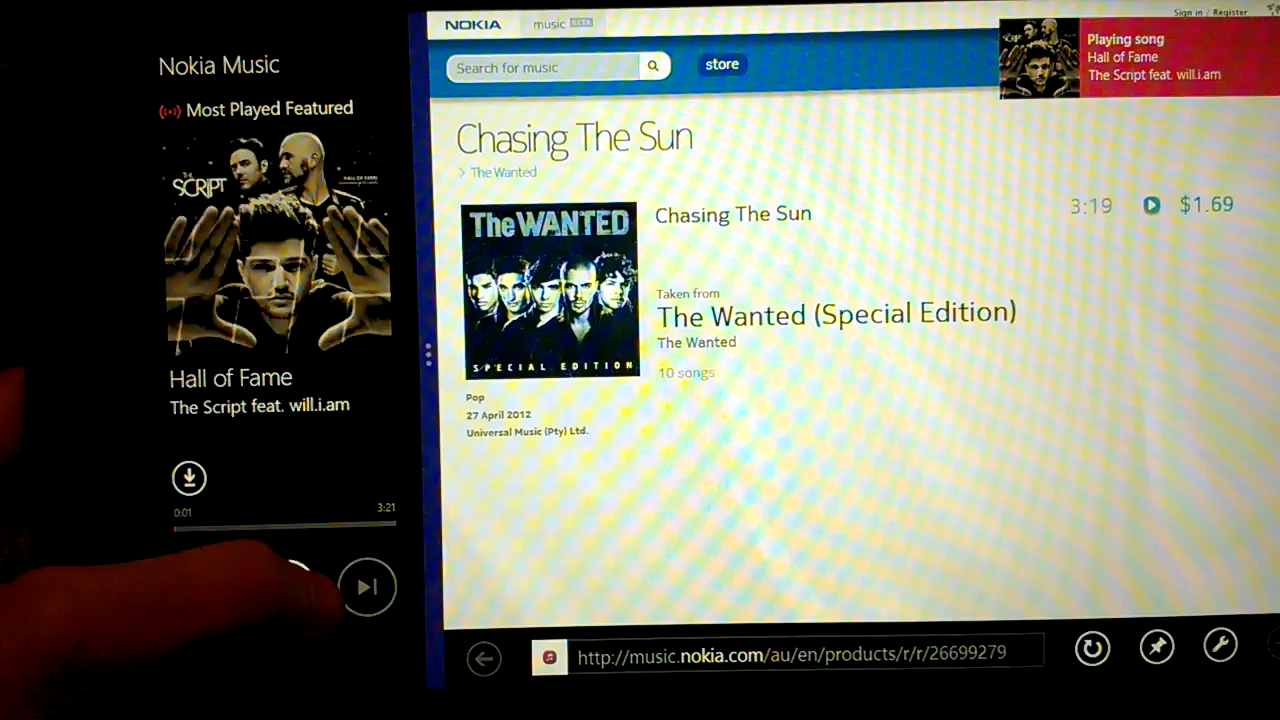 Nokia Music
Most Played Featured
THE
SCRIPT
HALL OF FAME
Hall of Fame
The Script feat. will.i.am
0:01
3:21
NOKIA
music BETA
Sign in / Register
Search for music
store
SCRIPT
Playing song
Hall of Fame
The Script feat. will.i.am
Chasing The Sun
> The Wanted
The WANTED
SPECIAL EDITION
Chasing The Sun
3:19
$1.69
Taken from
The Wanted (Special Edition)
The Wanted
10 songs
Pop
27 April 2012
Universal Music (Pty) Ltd.
http://music.nokia.com/au/en/products/r/r/26699279